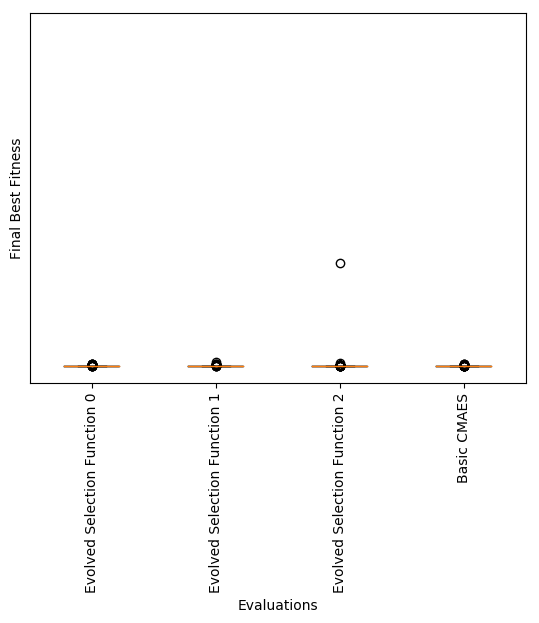 Final Best Fitness
Evolved Selection Function 0
Evolved Selection Function 1
Evolved Selection Function 2
Basic CMAES
Evaluations